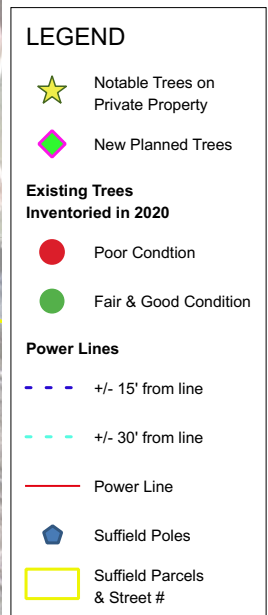 LEGEND
Notable Trees on
Private Property
New Planned Trees
Existing Trees
Inventoried in 2020
Poor Condtion
Fair & Good Condition
Power Lines
+/- 15' from line
+/- 30' from line
Power Line
Suffield Poles
Suffield Parcels
& Street #